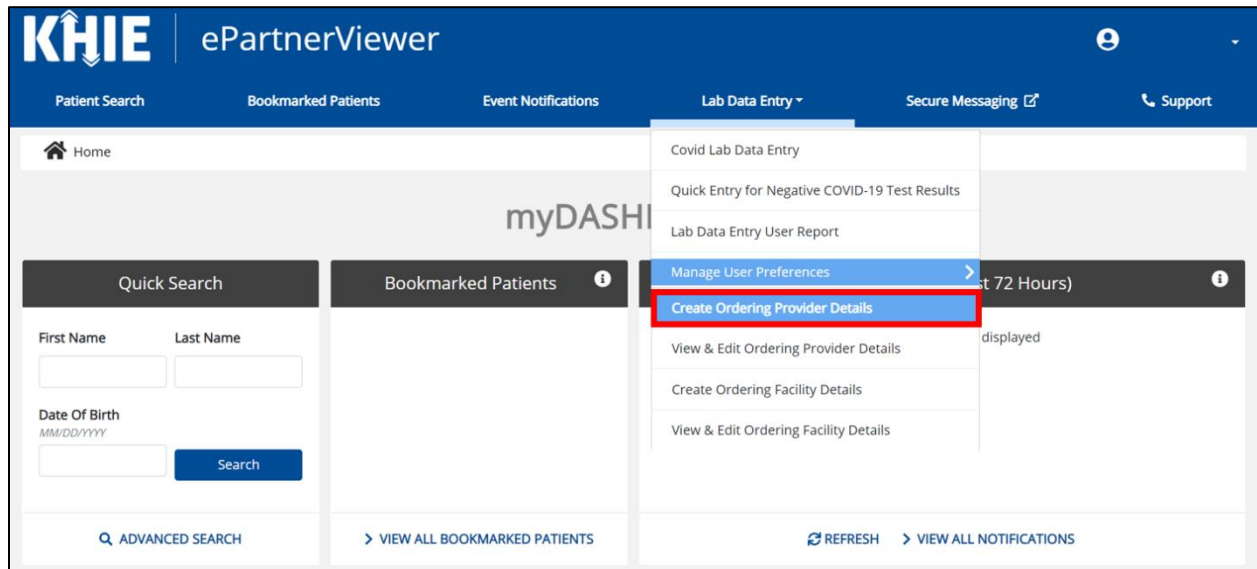 KHIE ePartnerViewer
Patient Search Bookmarked Patients Event Notifications Lab Data Entry Secure Messaging Support
Home
Covid Lab Data Entry
Quick Entry for Negative COVID-19 Test Results
Lab Data Entry User Report
Manage User Preferences
Create Ordering Provider Details
View & Edit Ordering Provider Details
Create Ordering Facility Details
View & Edit Ordering Facility Details
myDASH
Quick Search
First Name Last Name
Date Of Birth
MM/DD/YYYY
Search
ADVANCED SEARCH
Bookmarked Patients
VIEW ALL BOOKMARKED PATIENTS
72 Hours)
displayed
REFRESH VIEW ALL NOTIFICATIONS